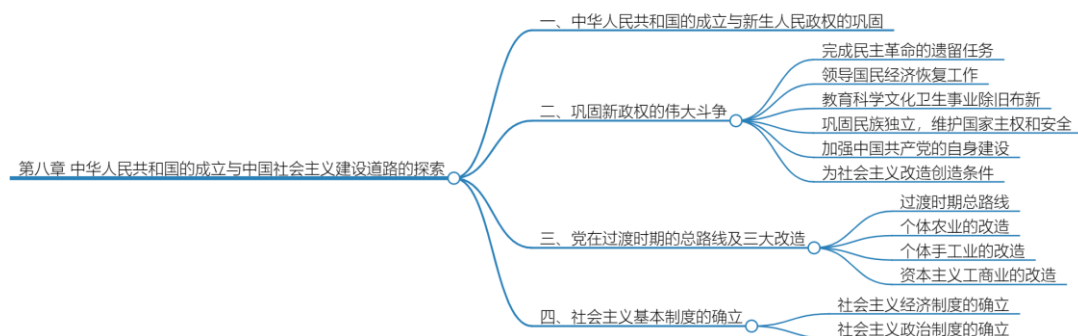 第八章 中华人民共和国的成立与中国社会主义建设道路的探索
一、中华人民共和国的成立与新生人民政权的巩固
二、巩固新政权的伟大斗争
完成民主革命的遗留任务
领导国民经济恢复工作
教育科学文化卫生事业除旧布新
巩固民族独立，维护国家主权和安全
加强中国共产党的自身建设
为社会主义改造创造条件
三、党在过渡时期的总路线及三大改造
过渡时期总路线
个体农业的改造
个体手工业的改造
资本主义工商业的改造
四、社会主义基本制度的确立
社会主义经济制度的确立
社会主义政治制度的确立